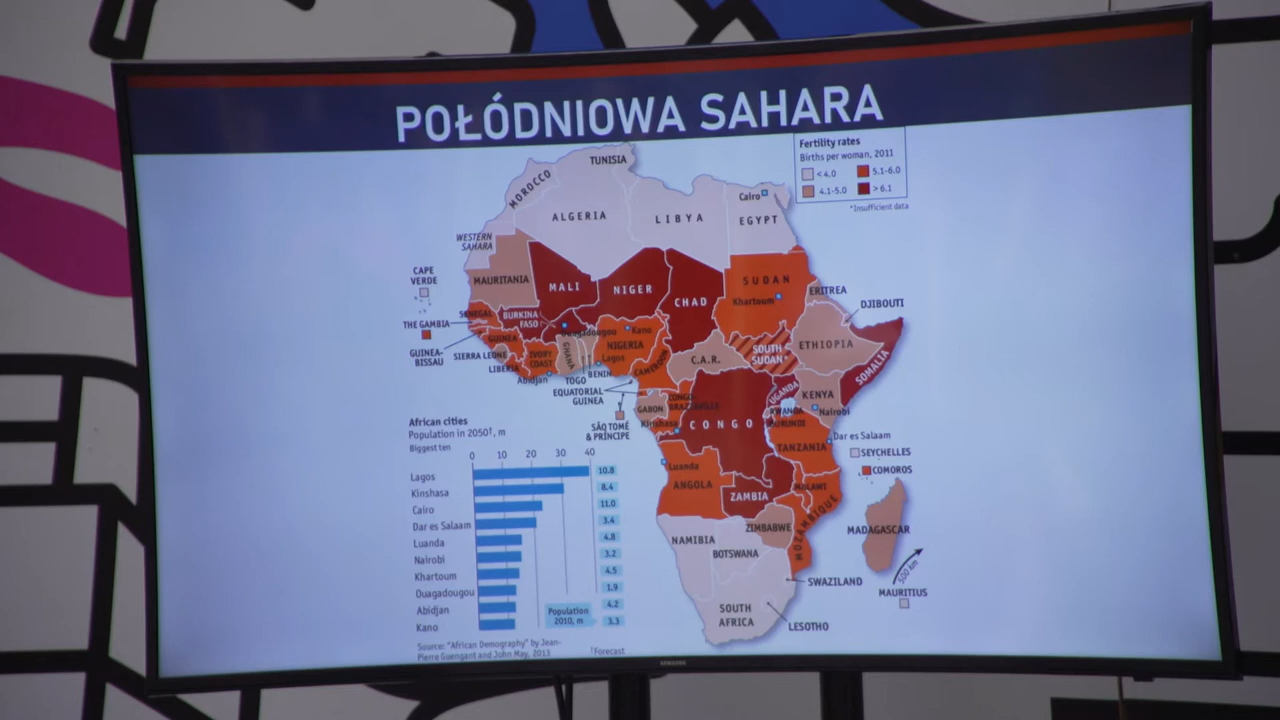 POŁÓDNIOWA SAHARA
Fertility rates
Births per woman, 2011
<4.0
5.1-6.0
4.1-5.0
>6.1
*Insufficient data
TUNISIA
MOROCCO
ALGERIA
LIBYA
Cairo
EGYPT
WESTERN
SAHARA
CAPE
VERDE
MAURITANIA
MALI
NIGER
CHAD
SUDAN
Khartoum
ERITREA
DJIBOUTI
SENEGAL
THE GAMBIA
BURKINA
FASO
Ouagadougou
Kano
GUINEA-
BISSAU
GUINEA
SIERRA LEONE
LIBERIA
IVORY
COAST
Abidjan
GHANA
TOGO
BENIN
NIGERIA
Lagos
CAMEROON
C.A.R.
SOUTH
SUDAN*
ETHIOPIA
SOMALIA
EQUATORIAL
GUINEA
SÃO TOMÉ
& PRÍNCIPE
GABON
CONGO-
BRAZZAVILLE
Kinshasa
CONGO
UGANDA
KENYA
Nairobi
RWANDA
BURUNDI
TANZANIA
Dar es Salaam
SEYCHELLES
COMOROS
Luanda
ANGOLA
ZAMBIA
MALAWI
MOZAMBIQUE
ZIMBABWE
MADAGASCAR
NAMIBIA
BOTSWANA
500 km
MAURITIUS
SWAZILAND
SOUTH
AFRICA
LESOTHO
African cities
Population in 2050†, m
Biggest ten
0 10 20 30 40
Lagos 10.8
Kinshasa 8.4
Cairo 11.0
Dar es Salaam 3.4
Luanda 4.8
Nairobi 3.2
Khartoum 4.5
Ouagadougou 1.9
Abidjan 4.2
Kano 3.3
Population
2010, m
Source: "African Demography" by Jean-
Pierre Guengant and John May, 2013
†Forecast
SAMSUNG